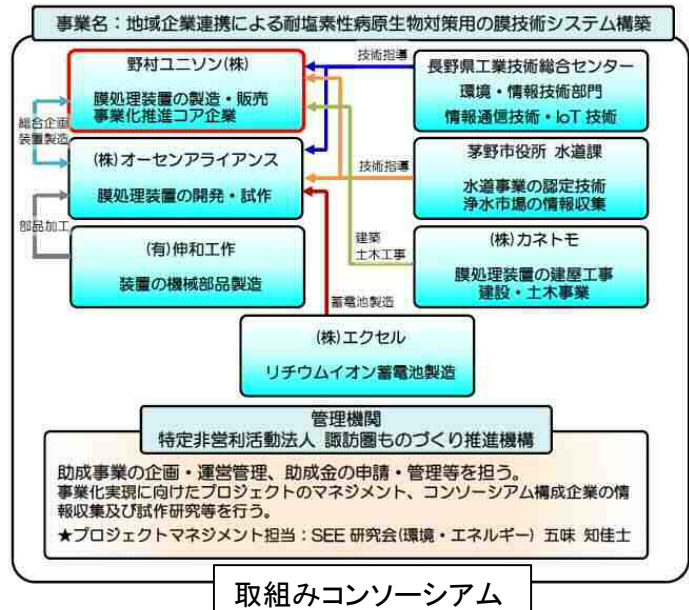 事業名：地域企業連携による耐塩素性病原生物対策用の膜技術システム構築
野村ユニソン(株)
膜処理装置の製造・販売
事業化推進コア企業
技術指導
長野県工業技術総合センター
環境・情報技術部門
情報通信技術・IoT 技術
総合企画
装置製造
(株)オーセンアライアンス
膜処理装置の開発・試作
技術指導
茅野市役所 水道課
水道事業の認定技術
浄水市場の情報収集
部品加工
(有)伸和工作
装置の機械部品製造
建築
土木工事
(株)カネトモ
膜処理装置の建屋工事
建設・土木事業
蓄電池製造
(株)エクセル
リチウムイオン蓄電池製造
管理機関
特定非営利活動法人 諏訪圏ものづくり推進機構
助成事業の企画・運営管理、助成金の申請・管理等を担う。
事業化実現に向けたプロジェクトのマネジメント、コンソーシアム構成企業の情
報収集及び試作研究等を行う。
★プロジェクトマネジメント担当：SEE 研究会(環境・エネルギー) 五味 知佳士
取組みコンソーシアム